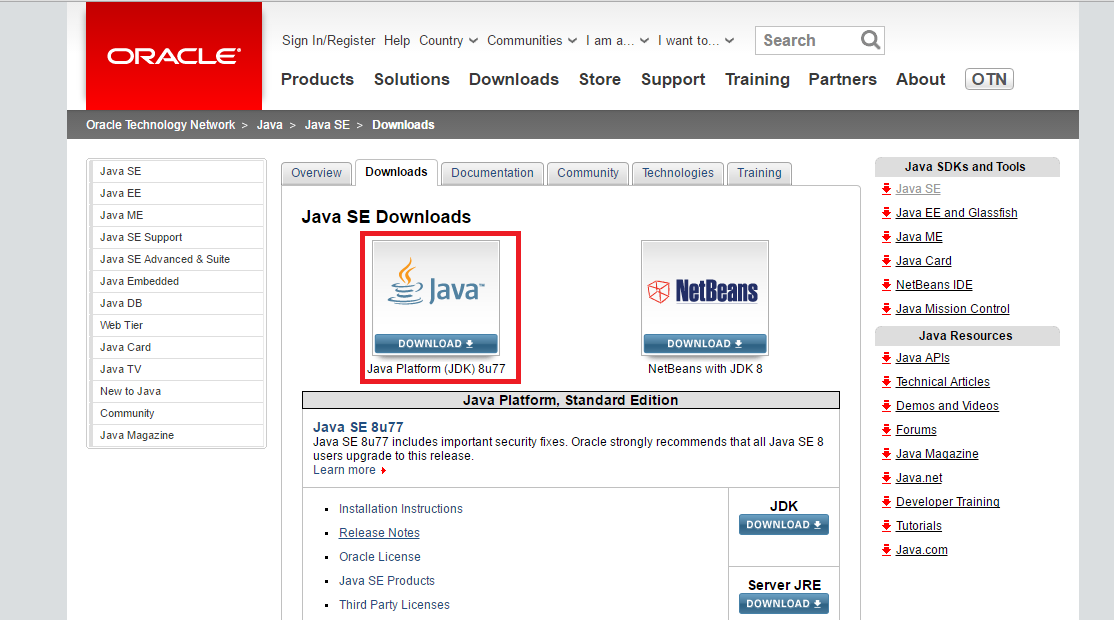 ORACLE
Sign In/Register Help Country Communities I am a... I want to... Search
Products Solutions Downloads Store Support Training Partners About OTN
Oracle Technology Network > Java > Java SE > Downloads
Java SE
Java EE
Java ME
Java SE Support
Java SE Advanced & Suite
Java Embedded
Java DB
Web Tier
Java Card
Java TV
New to Java
Community
Java Magazine
Overview Downloads Documentation Community Technologies Training
Java SE Downloads
Java™
DOWNLOAD
Java Platform (JDK) 8u77
NetBeans
DOWNLOAD
NetBeans with JDK 8
Java Platform, Standard Edition
Java SE 8u77
Java SE 8u77 includes important security fixes. Oracle strongly recommends that all Java SE 8
users upgrade to this release.
Learn more
Installation Instructions
Release Notes
Oracle License
Java SE Products
Third Party Licenses
JDK
DOWNLOAD
Server JRE
DOWNLOAD
Java SDKs and Tools
Java SE
Java EE and Glassfish
Java ME
Java Card
NetBeans IDE
Java Mission Control
Java Resources
Java APIs
Technical Articles
Demos and Videos
Forums
Java Magazine
Java.net
Developer Training
Tutorials
Java.com